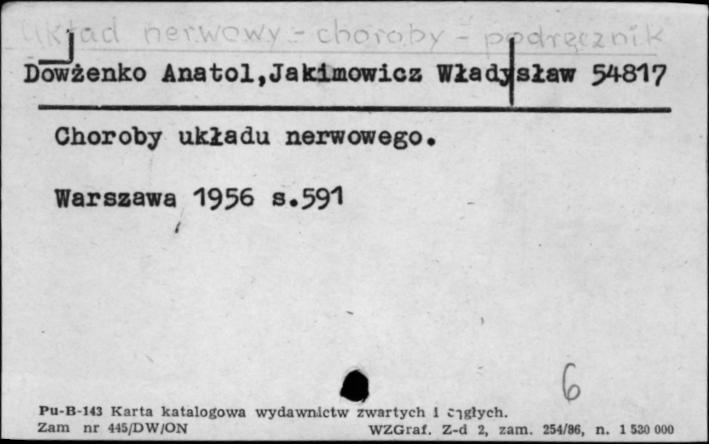 układ nerwowy - choroby - podręcznik
Dowżenko Anatol,Jakimowicz Władysław 54817
Choroby układu nerwowego.
Warszawa 1956 s.591
6
Pu-B-143 Karta katalogowa wydawnictw zwartych i ciągłych.
Zam nr 445/DW/ON WZGraf. Z-d 2, zam. 254/86, n. 1 530 000